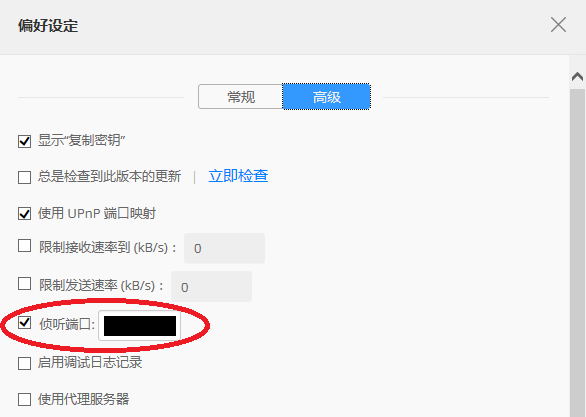 偏好设定
常规 高级
显示“复制密钥”
总是检查到此版本的更新 | 立即检查
使用 UPnP 端口映射
限制接收速率到 (kB/s)： 0
限制发送速率 (kB/s)： 0
侦听端口:
启用调试日志记录
使用代理服务器